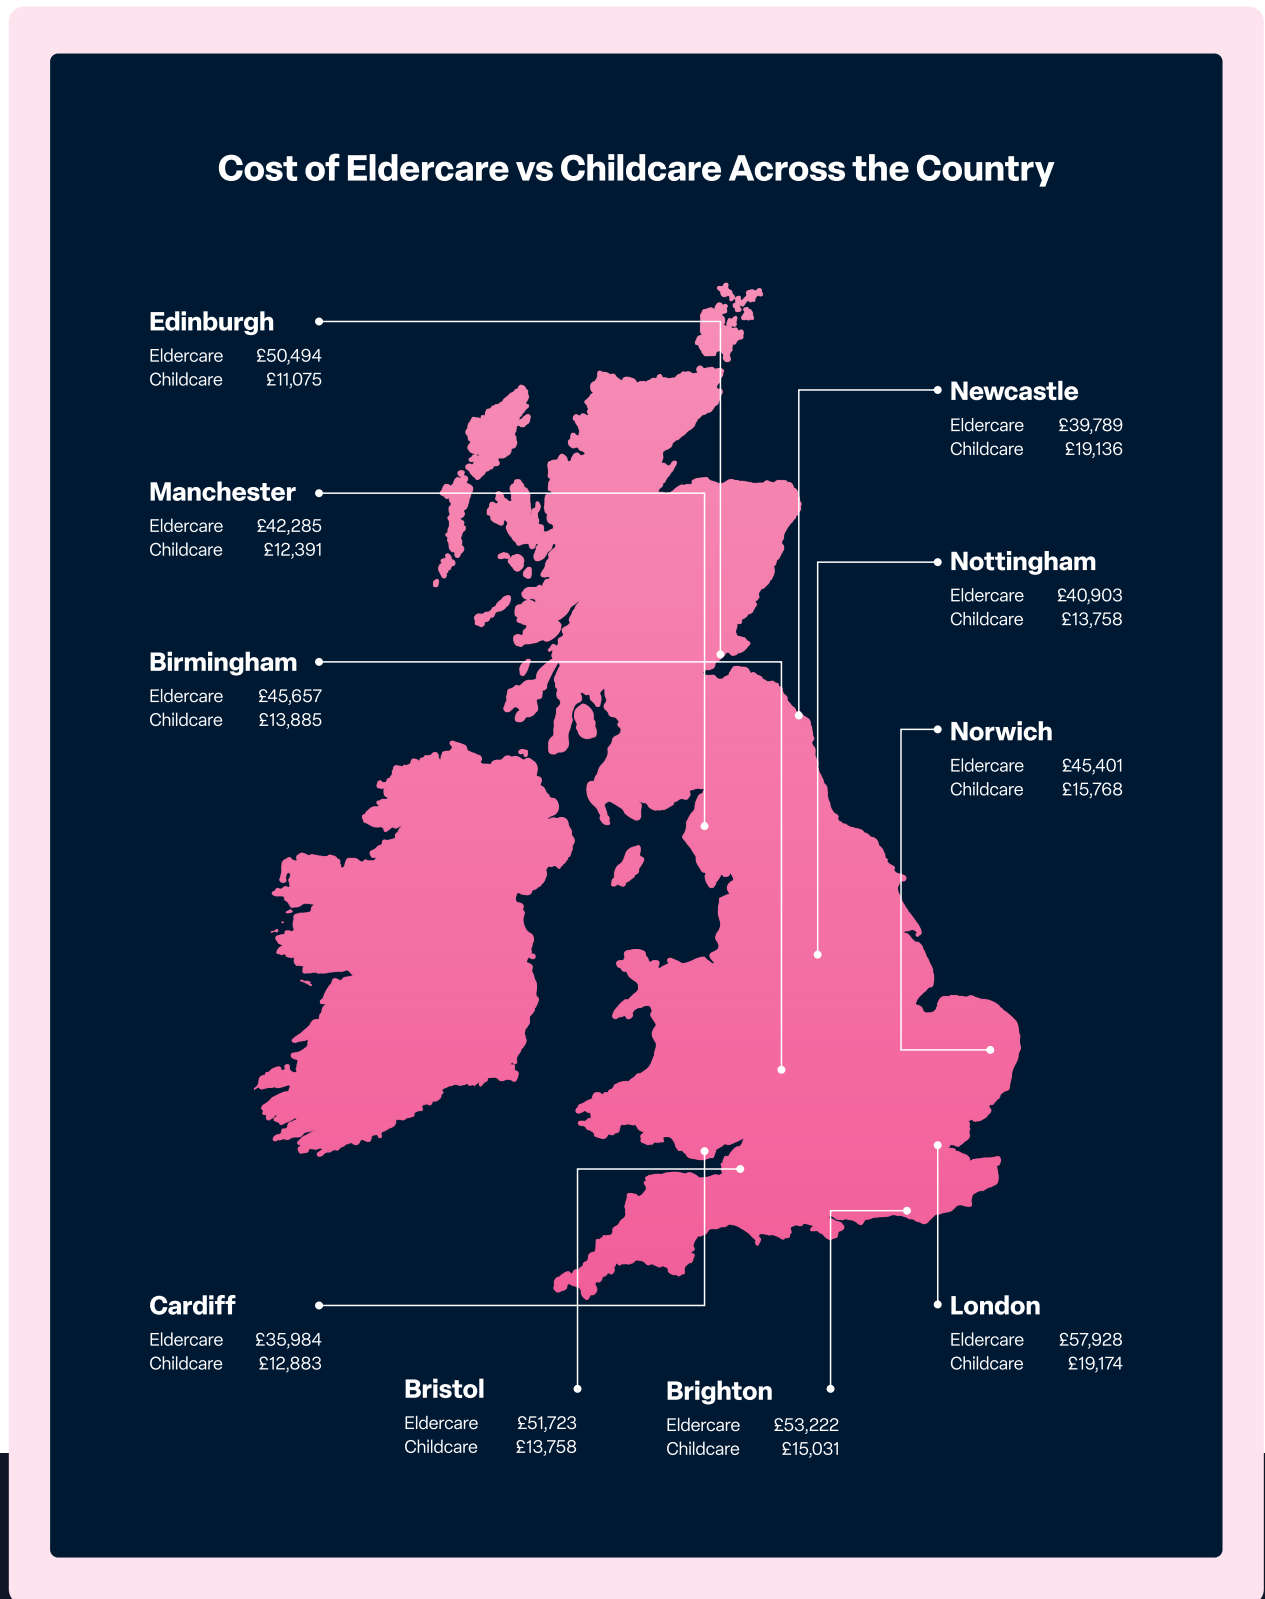 Cost of Eldercare vs Childcare Across the Country
Edinburgh
Eldercare £50,494
Childcare £11,075
Newcastle
Eldercare £39,789
Childcare £19,136
Manchester
Eldercare £42,285
Childcare £12,391
Nottingham
Eldercare £40,903
Childcare £13,758
Birmingham
Eldercare £45,657
Childcare £13,885
Norwich
Eldercare £45,401
Childcare £15,768
Cardiff
Eldercare £35,984
Childcare £12,883
London
Eldercare £57,928
Childcare £19,174
Bristol
Eldercare £51,723
Childcare £13,758
Brighton
Eldercare £53,222
Childcare £15,031